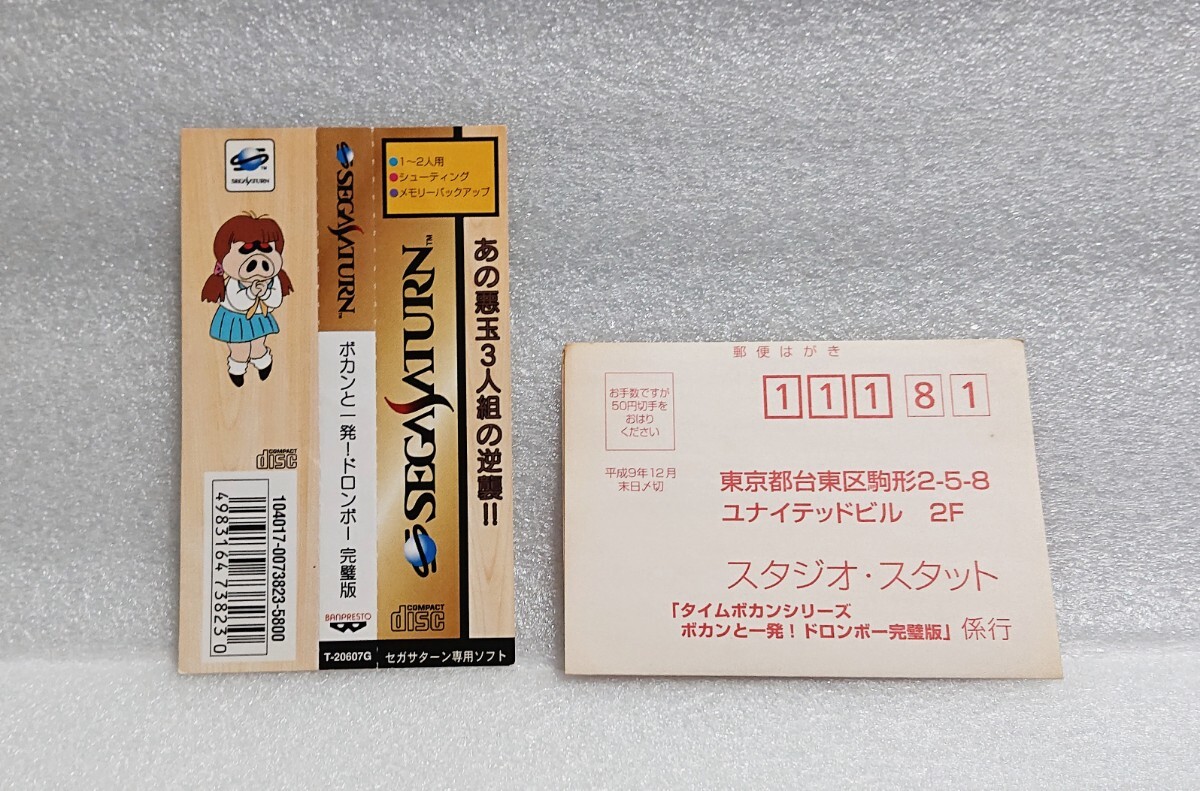 SEGA SATURN
COMPACT
disc
104017-0073823-5800
4983164738230
SEGA SATURN™
ボカンと一発!ドロンボー 完璧版
BANPRESTO
T-20607G
●1~2人用
●シューティング
●メモリーバックアップ
SEGA SATURN™
COMPACT
disc
あの悪玉3人組の逆襲!!
セガサターン専用ソフト
郵便はがき
お手数ですが
50円切手を
おはり
ください
11181
平成9年12月
末日〆切
東京都台東区駒形2-5-8
ユナイテッドビル 2F
スタジオ・スタット
「タイムボカンシリーズ
ボカンと一発!ドロンボー完璧版」係行